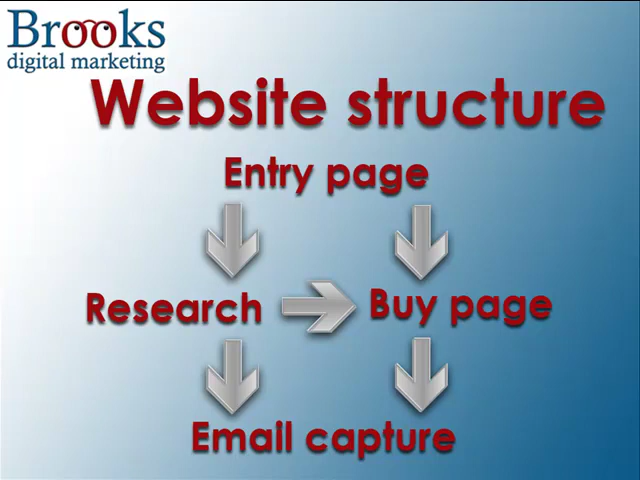 Brooks
digital marketing
Website structure
Entry page
Research
Buy page
Email capture